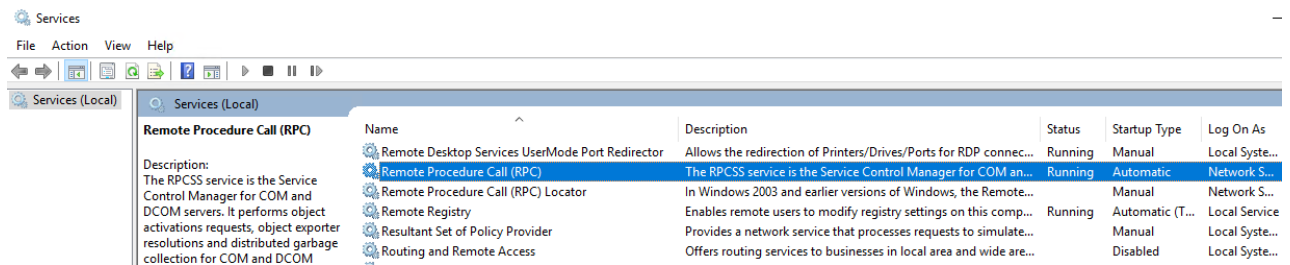 Services
File Action View Help
Services (Local)
Services (Local)
Remote Procedure Call (RPC)
Description:
The RPCSS service is the Service
Control Manager for COM and
DCOM servers. It performs object
activations requests, object exporter
resolutions and distributed garbage
collection for COM and DCOM
Name Description Status Startup Type Log On As
Remote Desktop Services UserMode Port Redirector Allows the redirection of Printers/Drives/Ports for RDP connec... Running Manual Local Syste...
Remote Procedure Call (RPC) The RPCSS service is the Service Control Manager for COM an... Running Automatic Network S...
Remote Procedure Call (RPC) Locator In Windows 2003 and earlier versions of Windows, the Remote... Manual Network S...
Remote Registry Enables remote users to modify registry settings on this comp... Running Automatic (T... Local Service
Resultant Set of Policy Provider Provides a network service that processes requests to simulate... Manual Local Syste...
Routing and Remote Access Offers routing services to businesses in local area and wide are... Disabled Local Syste...